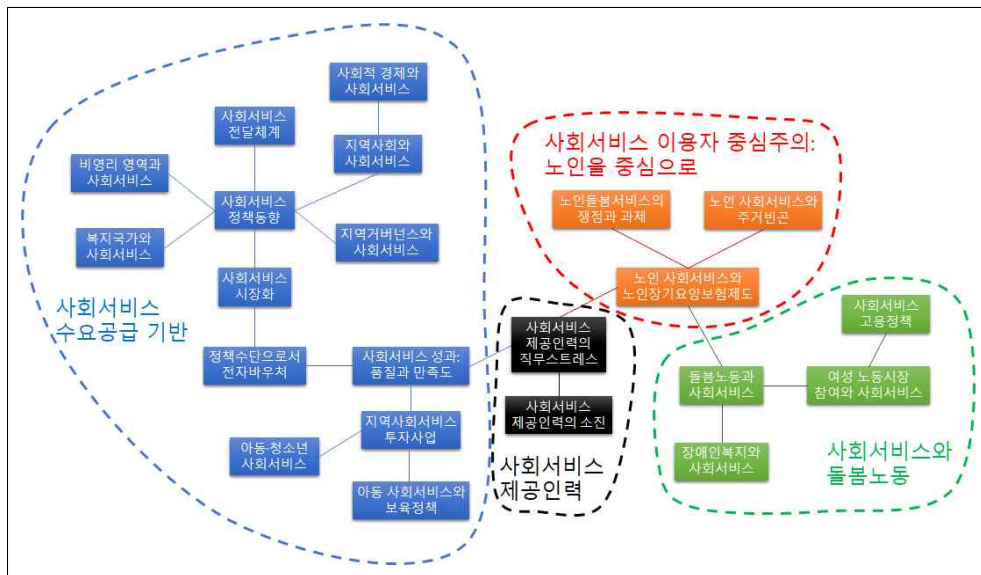 사회적 경제와
사회서비스
사회서비스
전달체계
지역사회와
사회서비스
비영리 영역과
사회서비스
사회서비스
정책동향
복지국가와
사회서비스
지역거버넌스와
사회서비스
사회서비스
시장화
사회서비스
수요공급 기반
정책수단으로서
전자바우처
사회서비스 성과:
품질과 만족도
지역사회서비스
투자사업
아동·청소년
사회서비스
아동 사회서비스와
보육정책
사회서비스 이용자 중심주의:
노인을 중심으로
노인돌봄서비스의
쟁점과 과제
노인 사회서비스와
주거빈곤
노인 사회서비스와
노인장기요양보험제도
사회서비스
제공인력의
직무스트레스
사회서비스
제공인력의 소진
사회서비스
제공인력
사회서비스
고용정책
돌봄노동과
사회서비스
여성 노동시장
참여와 사회서비스
장애인복지와
사회서비스
사회서비스와
돌봄노동